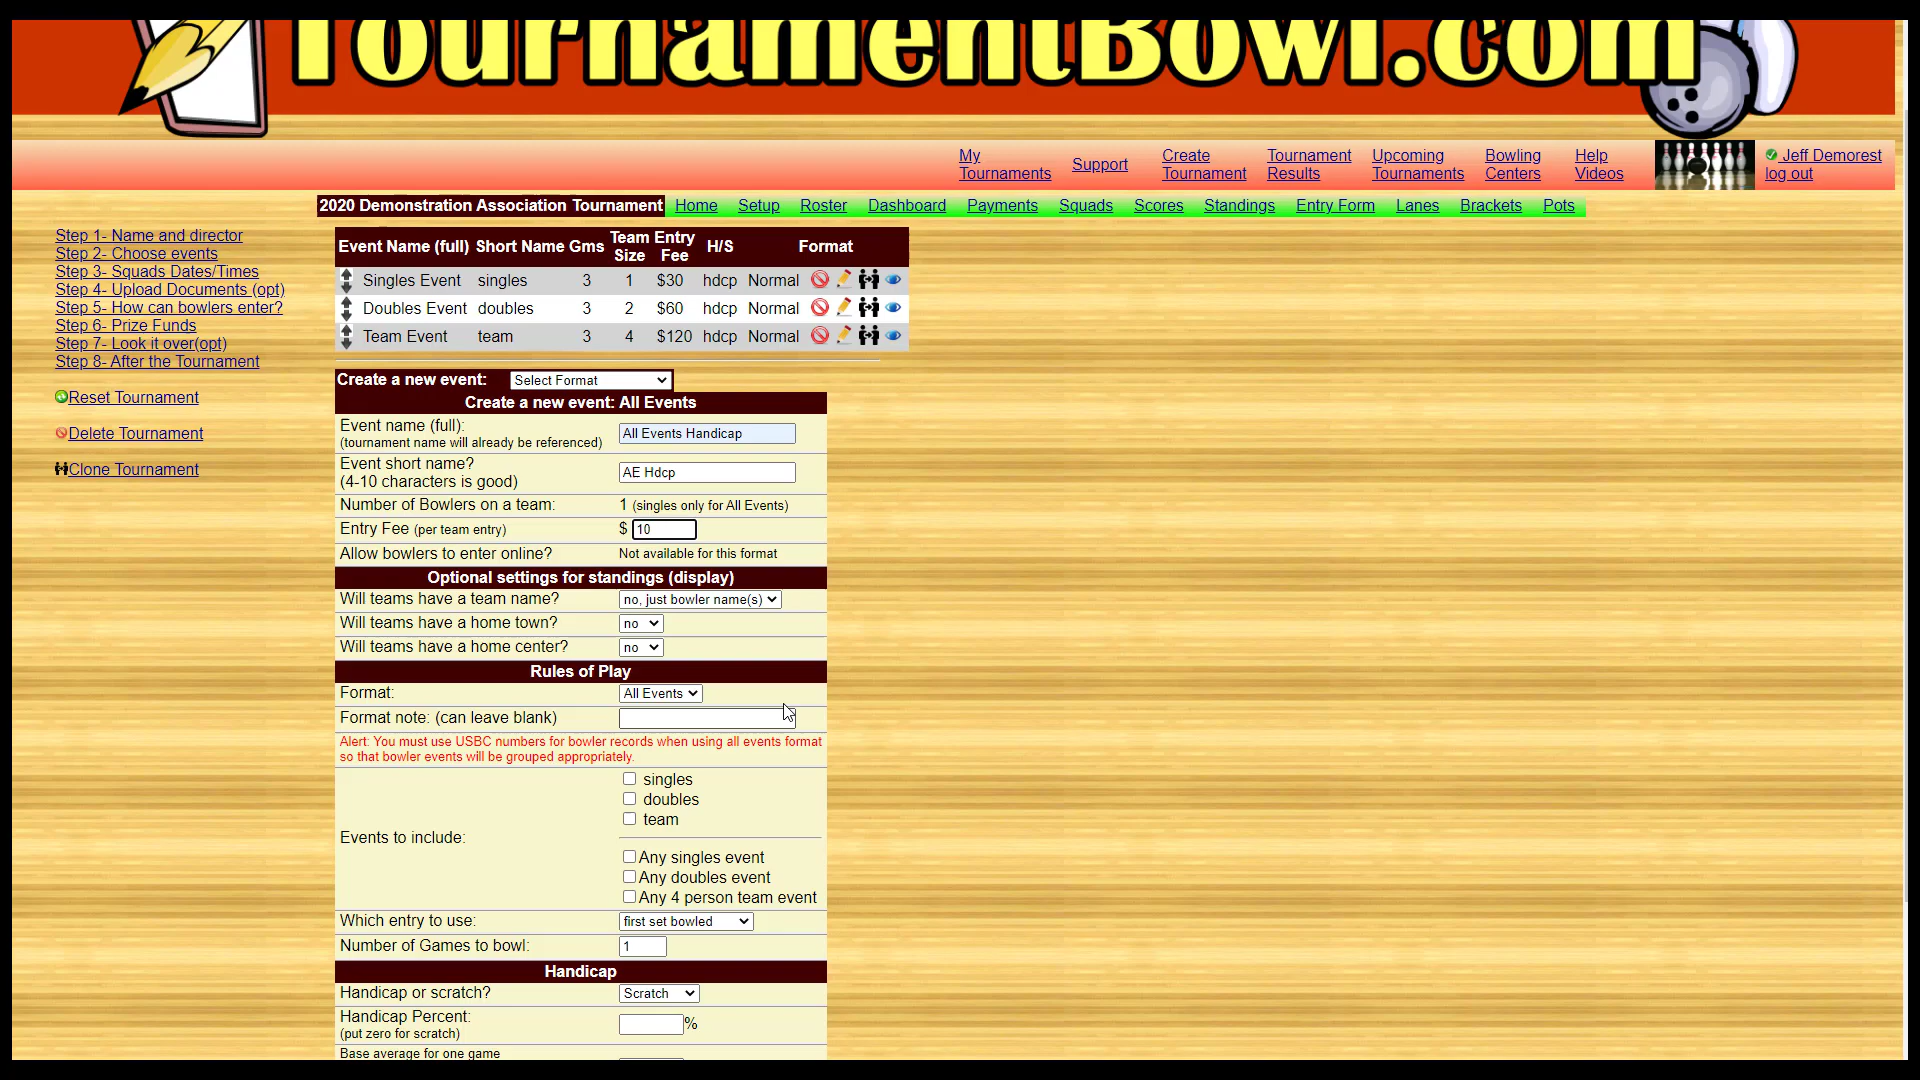 TournamentBowl.com
My Tournaments
Support
Create Tournament
Tournament Results
Upcoming Tournaments
Bowling Centers
Help Videos
Jeff Demorest
log out
2020 Demonstration Association Tournament Home Setup Roster Dashboard Payments Squads Scores Standings Entry Form Lanes Brackets Pots
Step 1- Name and director
Step 2- Choose events
Step 3- Squads Dates/Times
Step 4- Upload Documents (opt)
Step 5- How can bowlers enter?
Step 6- Prize Funds
Step 7- Look it over(opt)
Step 8- After the Tournament
Reset Tournament
Delete Tournament
Clone Tournament
Event Name (full) Short Name Gms Team Size Entry Fee H/S Format
Singles Event singles 3 1 $30 hdcp Normal
Doubles Event doubles 3 2 $60 hdcp Normal
Team Event team 3 4 $120 hdcp Normal
Create a new event: Select Format
Create a new event: All Events
Event name (full): All Events Handicap
(tournament name will already be referenced)
Event short name? AE Hdcp
(4-10 characters is good)
Number of Bowlers on a team: 1 (singles only for All Events)
Entry Fee (per team entry) $ 10
Allow bowlers to enter online? Not available for this format
Optional settings for standings (display)
Will teams have a team name? no, just bowler name(s)
Will teams have a home town? no
Will teams have a home center? no
Rules of Play
Format: All Events
Format note: (can leave blank)
Alert: You must use USBC numbers for bowler records when using all events format
so that bowler events will be grouped appropriately.
Events to include:
singles
doubles
team
Any singles event
Any doubles event
Any 4 person team event
Which entry to use: first set bowled
Number of Games to bowl: 1
Handicap
Handicap or scratch? Scratch
Handicap Percent: %
(put zero for scratch)
Base average for one game